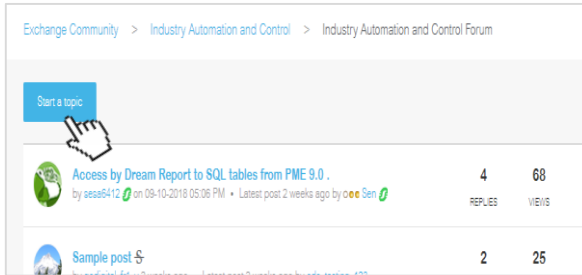 Exchange Community > Industry Automation and Control > Industry Automation and Control Forum
Start a topic
Access by Dream Report to SQL tables from PME 9.0 .
4
68
by sesa6412 on 09-10-2018 05:06 PM • Latest post 2 weeks ago by Sen
REPLIES
VIEWS
Sample post
2
25